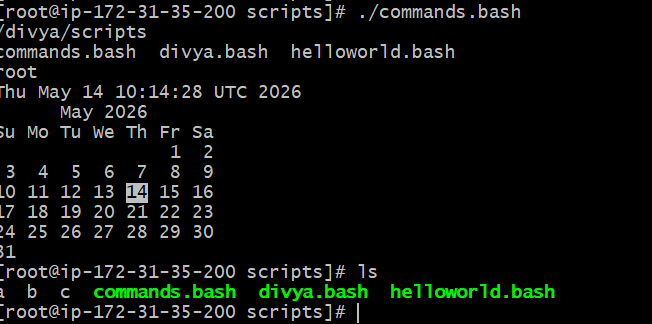 [root@ip-172-31-35-200 scripts]# ./commands.bash
/divya/scripts
commands.bash  divya.bash  helloworld.bash
root
Thu May 14 10:14:28 UTC 2026
      May 2026
Su Mo Tu We Th Fr Sa
                1  2
 3  4  5  6  7  8  9
10 11 12 13 14 15 16
17 18 19 20 21 22 23
24 25 26 27 28 29 30
31
[root@ip-172-31-35-200 scripts]# ls
a  b  c  commands.bash  divya.bash  helloworld.bash
[root@ip-172-31-35-200 scripts]#